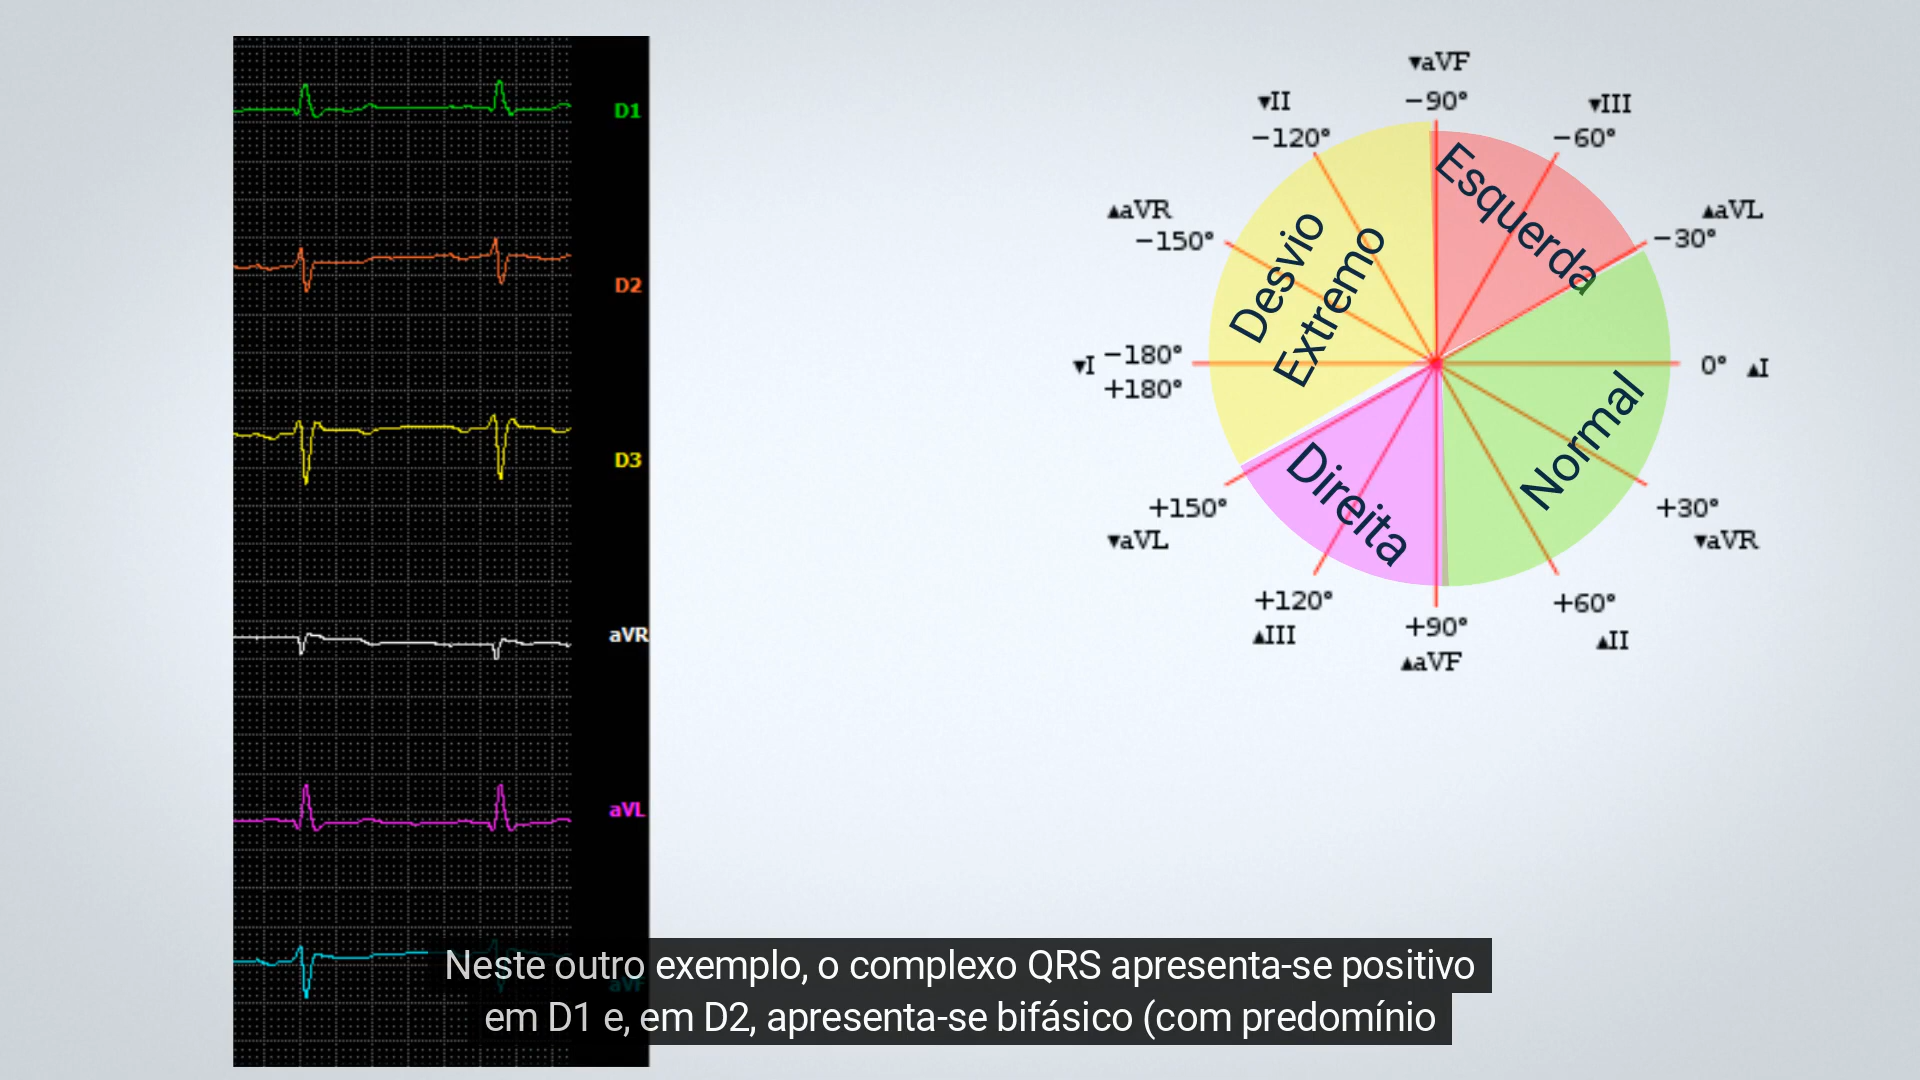 D1
D2
D3
aVR
aVL
aVF
▾aVF
−90°
▾II
−120°
▾III
−60°
▴aVR
−150°
▴aVL
−30°
▾I
−180°
+180°
0°
▴I
+150°
▾aVL
+30°
▾aVR
+120°
▴III
+90°
▴aVF
+60°
▴II
Desvio
Extremo
Esquerda
Normal
Direita
Neste outro exemplo, o complexo QRS apresenta-se positivo
em D1 e, em D2, apresenta-se bifásico (com predomínio